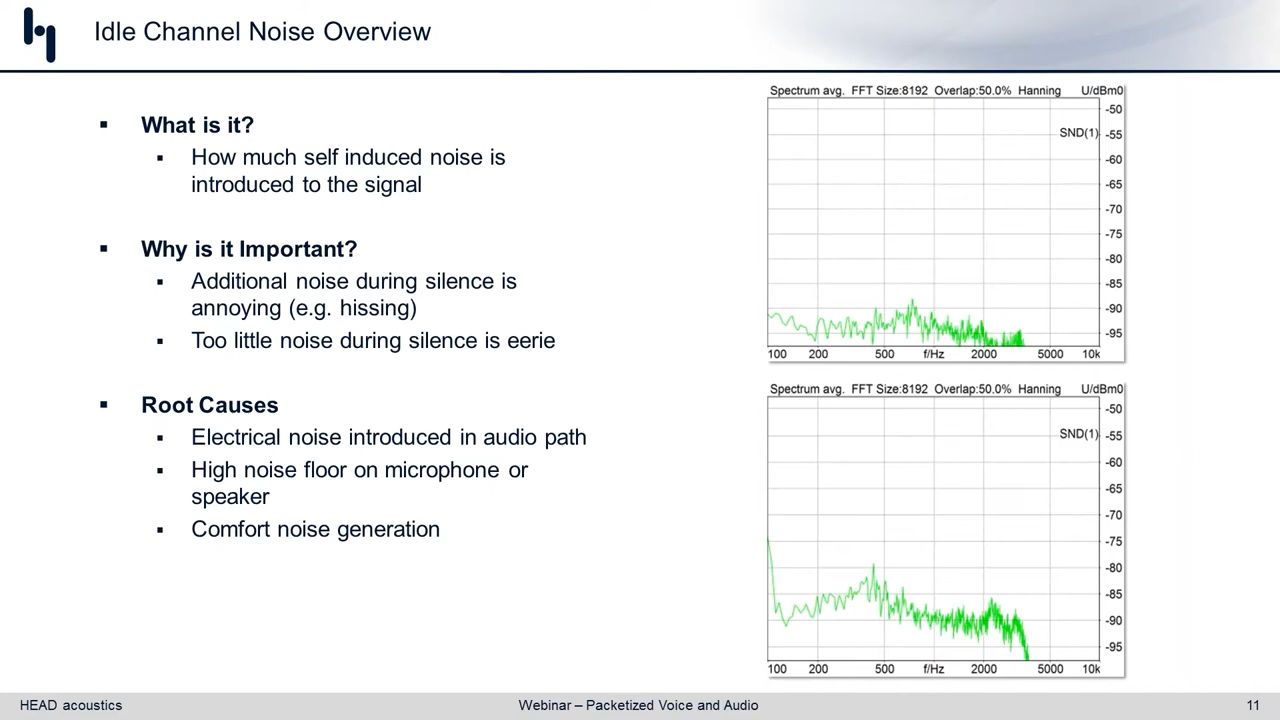 Idle Channel Noise Overview
▪ What is it?
▪ How much self induced noise is
introduced to the signal
▪ Why is it Important?
▪ Additional noise during silence is
annoying (e.g. hissing)
▪ Too little noise during silence is eerie
▪ Root Causes
▪ Electrical noise introduced in audio path
▪ High noise floor on microphone or
speaker
▪ Comfort noise generation
Spectrum avg. FFT Size:8192 Overlap:50.0% Hanning U/dBm0
-50
SND(1) -55
-60
-65
-70
-75
-80
-85
-90
-95
100 200 500 f/Hz 2000 5000 10k
Spectrum avg. FFT Size:8192 Overlap:50.0% Hanning U/dBm0
-50
SND(1) -55
-60
-65
-70
-75
-80
-85
-90
-95
100 200 500 f/Hz 2000 5000 10k
HEAD acoustics Webinar – Packetized Voice and Audio 11